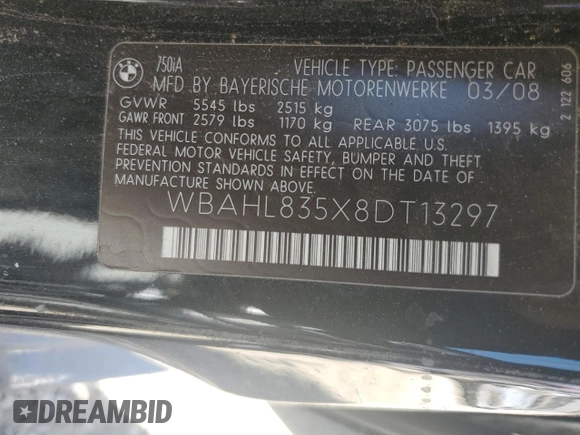 BMW
750iA VEHICLE TYPE: PASSENGER CAR
MFD BY BAYERISCHE MOTORENWERKE 03/08
GVWR 5545 lbs 2515 kg
GAWR FRONT 2579 lbs 1170 kg REAR 3075 lbs 1395 kg
THIS VEHICLE CONFORMS TO ALL APPLICABLE U.S.
FEDERAL MOTOR VEHICLE SAFETY, BUMPER AND THEFT
PREVENTION STANDARDS IN EFFECT ON THE DATE OF
MANUFACTURE SHOWN ABOVE.
WBAHL835X8DT13297
2 122 606
DREAMBID